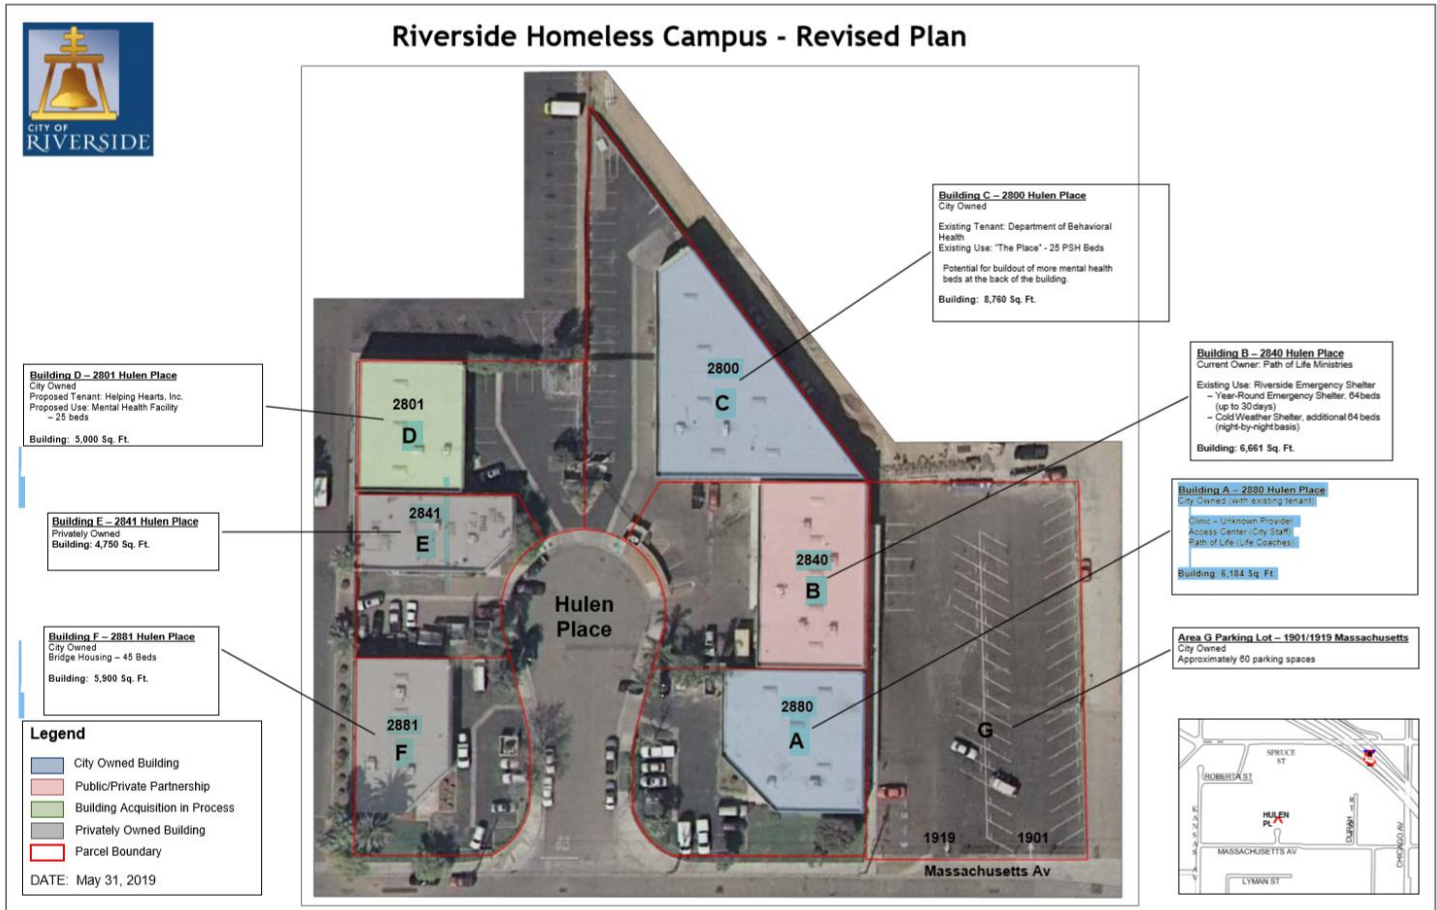 Riverside Homeless Campus - Revised Plan
CITY OF
RIVERSIDE
Building C – 2800 Hulen Place
City Owned
Existing Tenant: Department of Behavioral
Health
Existing Use: "The Place" - 25 PSH Beds
Potential for buildout of more mental health
beds at the back of the building.
Building: 8,760 Sq. Ft.
Building B – 2840 Hulen Place
Current Owner: Path of Life Ministries
Existing Use: Riverside Emergency Shelter
– Year-Round Emergency Shelter, 64beds
(up to 30days)
– Cold Weather Shelter, additional 64 beds
(night-by-nightbasis)
Building: 6,661 Sq. Ft.
Building A – 2880 Hulen Place
City Owned (with existing tenant)
Clinic – Unknown Provider
Access Center (City Staff)
Path of Life (Life Coaches)
Building: 6,184 Sq. Ft.
Area G Parking Lot – 1901/1919 Massachusetts
City Owned
Approximately 60 parking spaces
Building D – 2801 Hulen Place
City Owned
Proposed Tenant: Helping Hearts, Inc.
Proposed Use: Mental Health Facility
– 25 beds
Building: 5,000 Sq. Ft.
Building E – 2841 Hulen Place
Privately Owned
Building: 4,750 Sq. Ft.
Building F – 2881 Hulen Place
City Owned
Bridge Housing – 45 Beds
Building: 5,900 Sq. Ft.
2800
C
2801
D
2841
E
2840
B
Hulen
Place
2881
F
2880
A
G
1919
1901
Massachusetts Av
Legend
City Owned Building
Public/Private Partnership
Building Acquisition in Process
Privately Owned Building
Parcel Boundary
DATE: May 31, 2019
SPRUCE
ST
ROBERTA ST
KANSAS AV
HULEN
PL
CHICAGO AV
MASSACHUSETTS AV
LYMAN ST